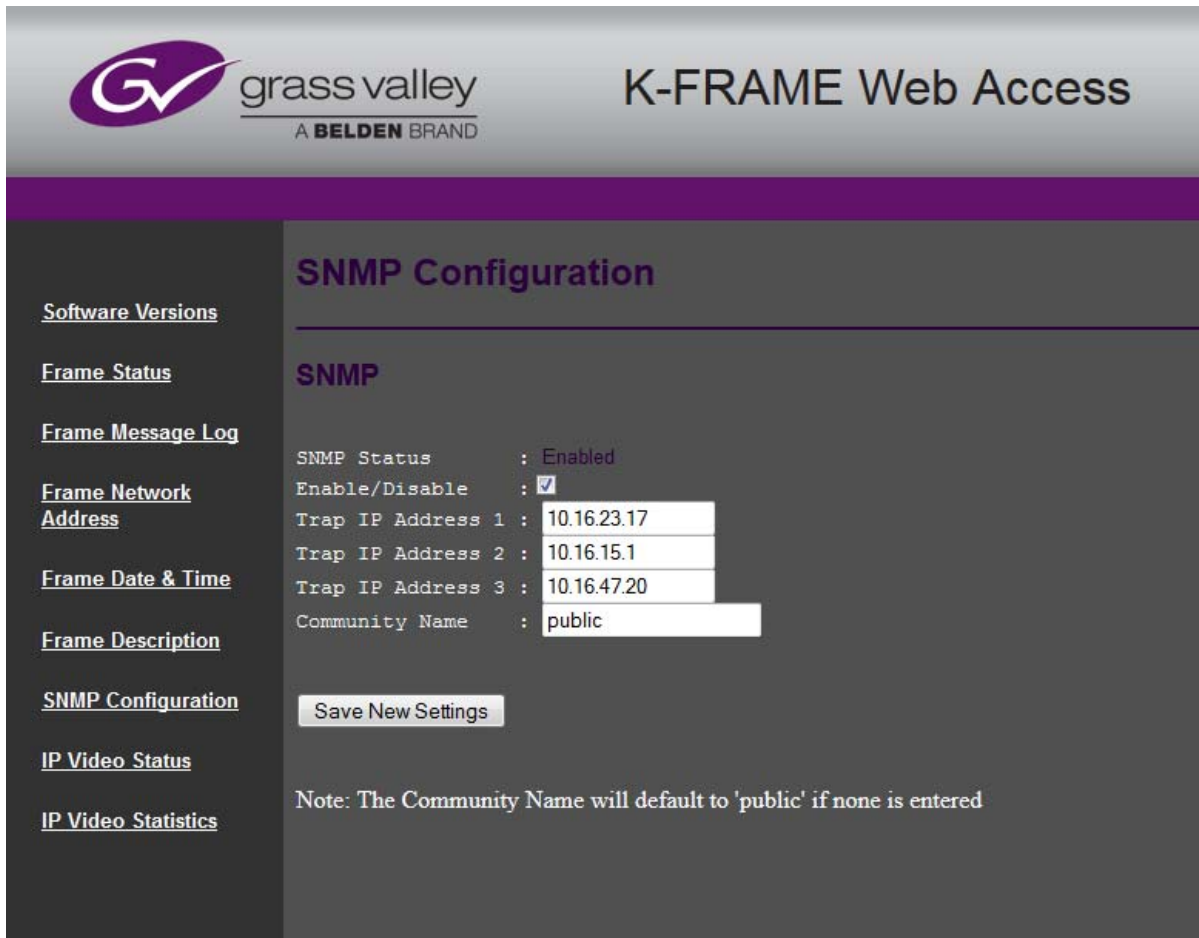 GV grass valley
A BELDEN BRAND
K-FRAME Web Access
Software Versions
Frame Status
Frame Message Log
Frame Network
Address
Frame Date & Time
Frame Description
SNMP Configuration
IP Video Status
IP Video Statistics
SNMP Configuration
SNMP
SNMP Status : Enabled
Enable/Disable :
Trap IP Address 1 : 10.16.23.17
Trap IP Address 2 : 10.16.15.1
Trap IP Address 3 : 10.16.47.20
Community Name : public
Save New Settings
Note: The Community Name will default to 'public' if none is entered